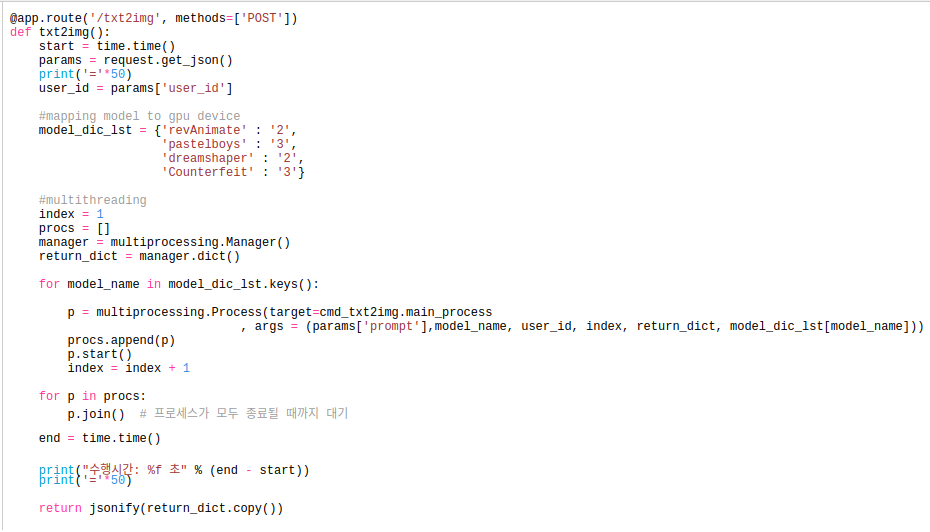 @app.route('/txt2img', methods=['POST'])
def txt2img():
    start = time.time()
    params = request.get_json()
    print('='*50)
    user_id = params['user_id']

    #mapping model to gpu device
    model_dic_lst = {'revAnimate' : '2',
                     'pastelboys' : '3',
                     'dreamshaper' : '2',
                     'Counterfeit' : '3'}

    #multithreading
    index = 1
    procs = []
    manager = multiprocessing.Manager()
    return_dict = manager.dict()

    for model_name in model_dic_lst.keys():

        p = multiprocessing.Process(target=cmd_txt2img.main_process
                                , args = (params['prompt'],model_name, user_id, index, return_dict, model_dic_lst[model_name]))
        procs.append(p)
        p.start()
        index = index + 1

    for p in procs:
        p.join()  # 프로세스가 모두 종료될 때까지 대기

    end = time.time()

    print("수행시간: %f 초" % (end - start))
    print('='*50)

    return jsonify(return_dict.copy())